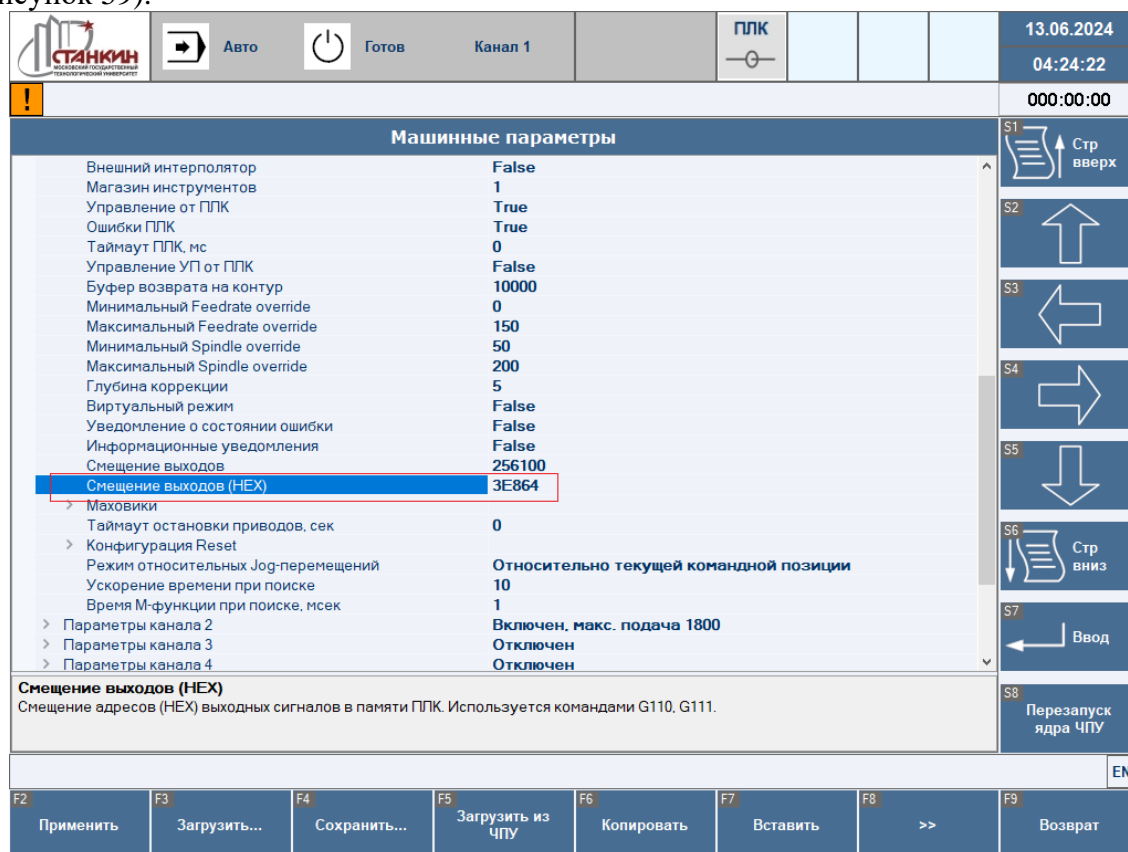 исунок 39).
СТАНКИН
МОСКОВСКИЙ ГОСУДАРСТВЕННЫЙ
ТЕХНОЛОГИЧЕСКИЙ УНИВЕРСИТЕТ
Авто
Готов
Канал 1
ПЛК
13.06.2024
04:24:22
!
000:00:00
Машинные параметры
Внешний интерполятор False
Магазин инструментов 1
Управление от ПЛК True
Ошибки ПЛК True
Таймаут ПЛК, мс 0
Управление УП от ПЛК False
Буфер возврата на контур 10000
Минимальный Feedrate override 0
Максимальный Feedrate override 150
Минимальный Spindle override 50
Максимальный Spindle override 200
Глубина коррекции 5
Виртуальный режим False
Уведомление о состоянии ошибки False
Информационные уведомления False
Смещение выходов 256100
Смещение выходов (HEX) 3E864
> Маховики
Таймаут остановки приводов, сек 0
> Конфигурация Reset
Режим относительных Jog-перемещений Относительно текущей командной позиции
Ускорение времени при поиске 10
Время М-функции при поиске, мсек 1
> Параметры канала 2 Включен, макс. подача 1800
> Параметры канала 3 Отключен
> Параметры канала 4 Отключен
Смещение выходов (HEX)
Смещение адресов (HEX) выходных сигналов в памяти ПЛК. Используется командами G110, G111.
S1 Стр
вверх
S2
S3
S4
S5
S6 Стр
вниз
S7 Ввод
S8
Перезапуск
ядра ЧПУ
EN
F2 Применить
F3 Загрузить...
F4 Сохранить...
F5 Загрузить из
ЧПУ
F6 Копировать
F7 Вставить
F8 >>
F9 Возврат